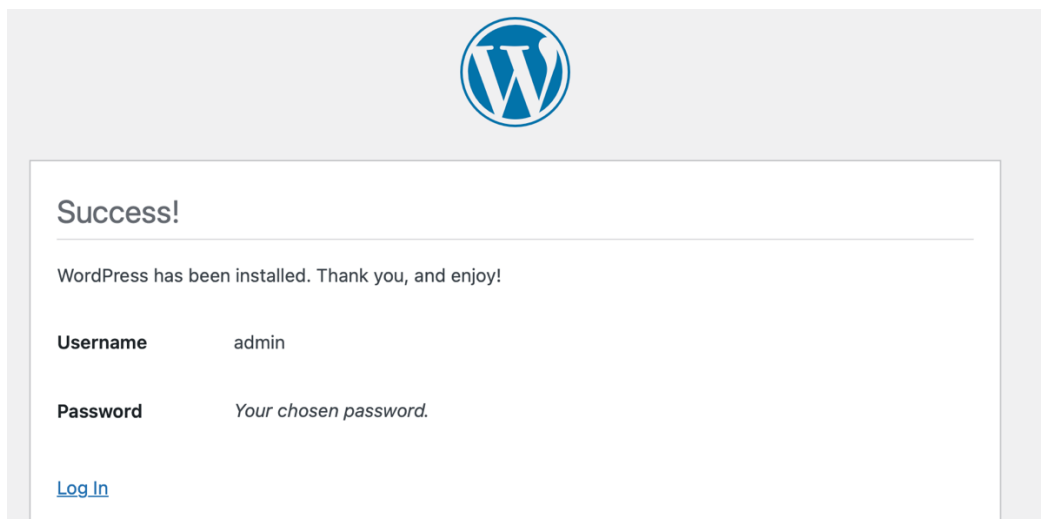 Success!
WordPress has been installed. Thank you, and enjoy!
Username admin
Password Your chosen password.
Log In